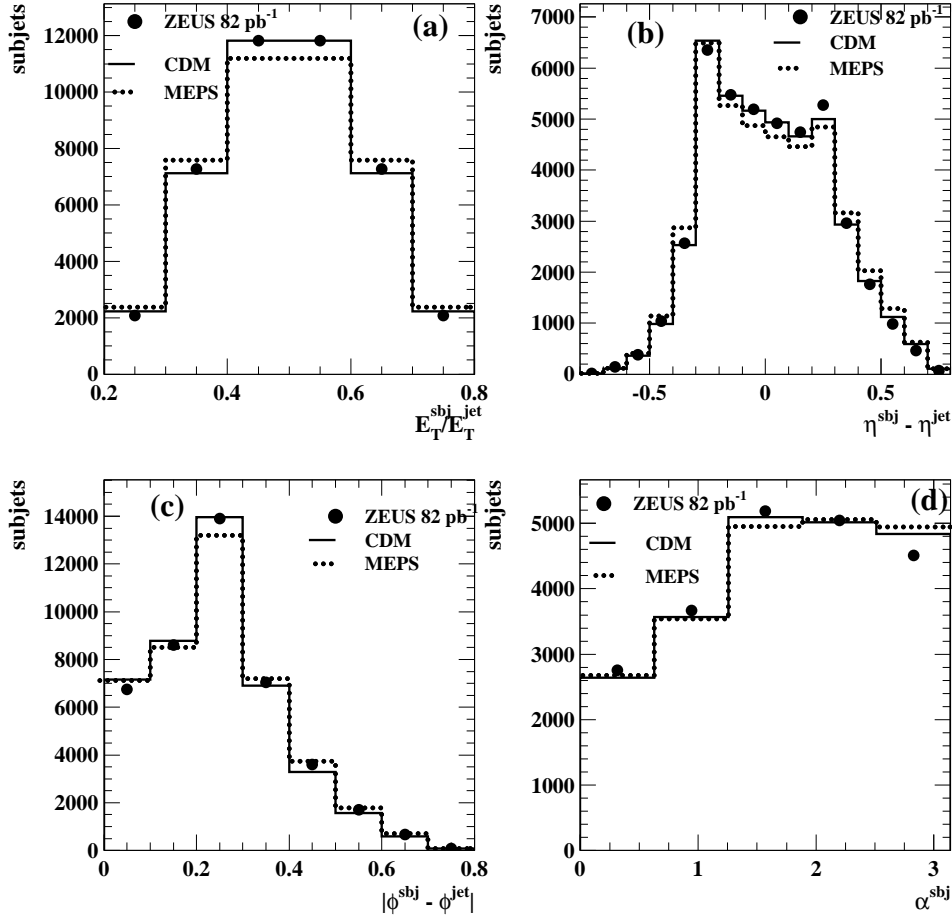 subjets
(a)
ZEUS 82 pb-1
CDM
MEPS
12000
10000
8000
6000
4000
2000
0
0.2 0.4 0.6 0.8
E_T^sbj/E_T^jet
subjets
(b)
ZEUS 82 pb-1
CDM
MEPS
7000
6000
5000
4000
3000
2000
1000
0
-0.5 0 0.5
η^sbj - η^jet
subjets
(c)
ZEUS 82 pb-1
CDM
MEPS
14000
12000
10000
8000
6000
4000
2000
0
0 0.2 0.4 0.6 0.8
|ϕ^sbj - ϕ^jet|
subjets
(d)
ZEUS 82 pb-1
CDM
MEPS
5000
4000
3000
2000
1000
0
0 1 2 3
α^sbj